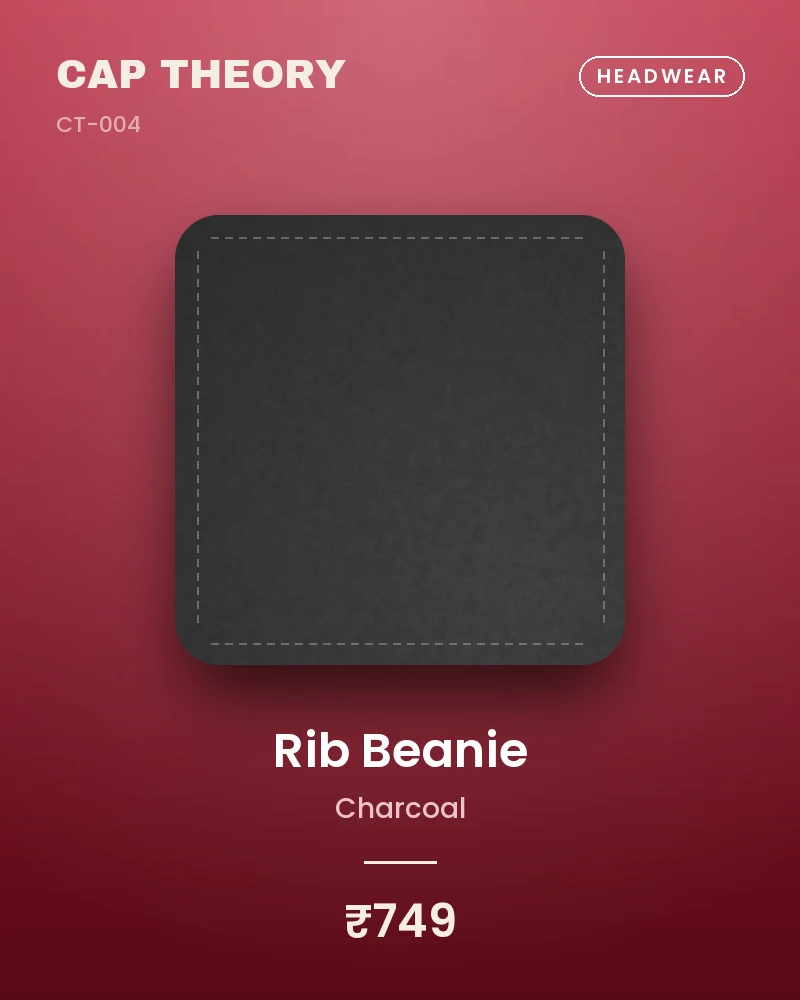 CAP THEORY
HEADWEAR
CT-004
Rib Beanie
Charcoal
₹749